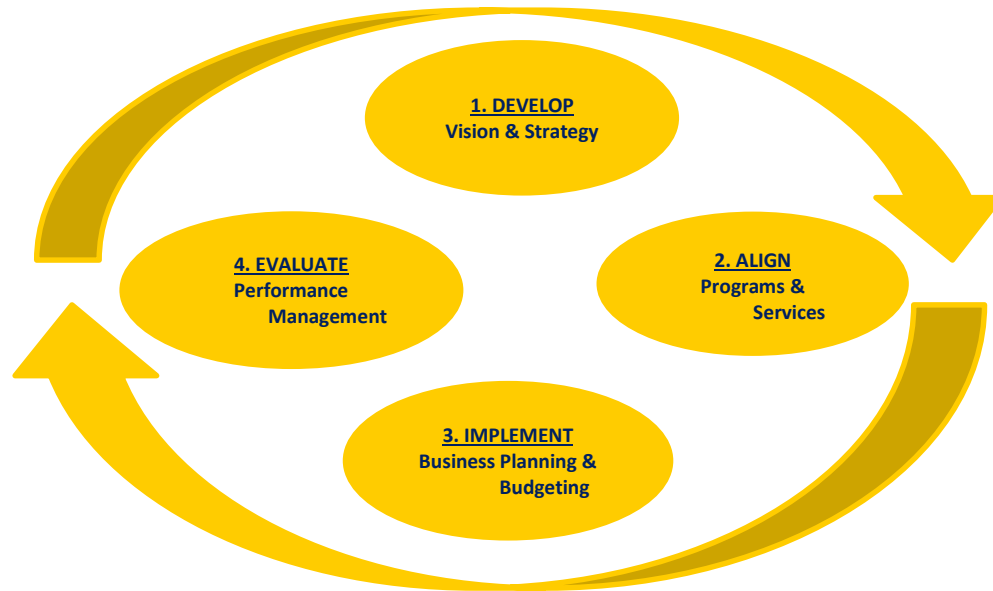 1. DEVELOP
Vision & Strategy
2. ALIGN
Programs &
Services
3. IMPLEMENT
Business Planning &
Budgeting
4. EVALUATE
Performance
Management